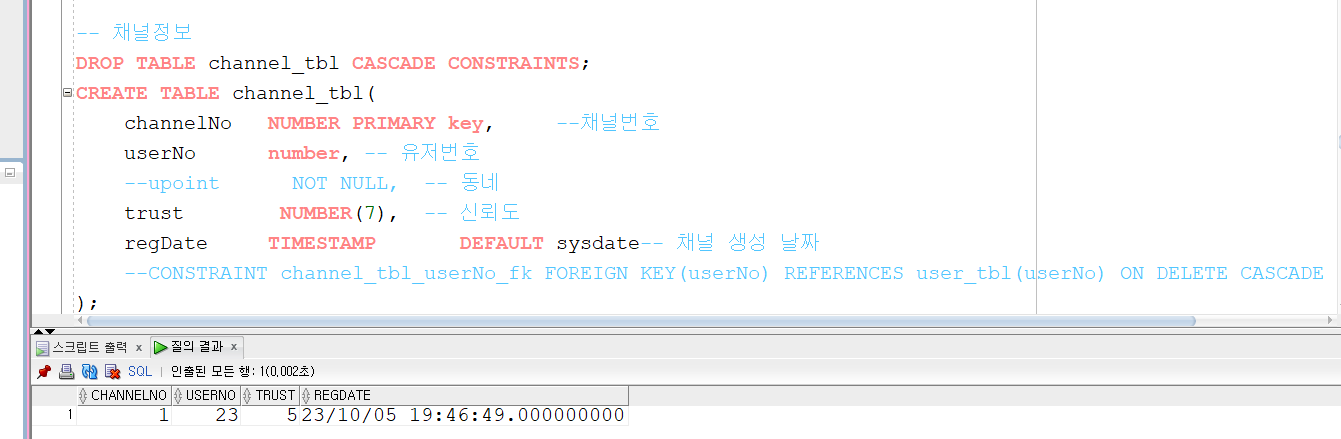 -- 채널정보
DROP TABLE channel_tbl CASCADE CONSTRAINTS;
CREATE TABLE channel_tbl(
channelNo NUMBER PRIMARY key, --채널번호
userNo number, -- 유저번호
--upoint NOT NULL, -- 동네
trust NUMBER(7), -- 신뢰도
regDate TIMESTAMP DEFAULT sysdate-- 채널 생성 날짜
--CONSTRAINT channel_tbl_userNo_fk FOREIGN KEY(userNo) REFERENCES user_tbl(userNo) ON DELETE CASCADE
);
스크립트 출력 x 질의 결과 x
SQL | 인출된 모든 행: 1(0,002초)
CHANNELNO USERNO TRUST REGDATE
1 1 23 5 23/10/05 19:46:49.000000000